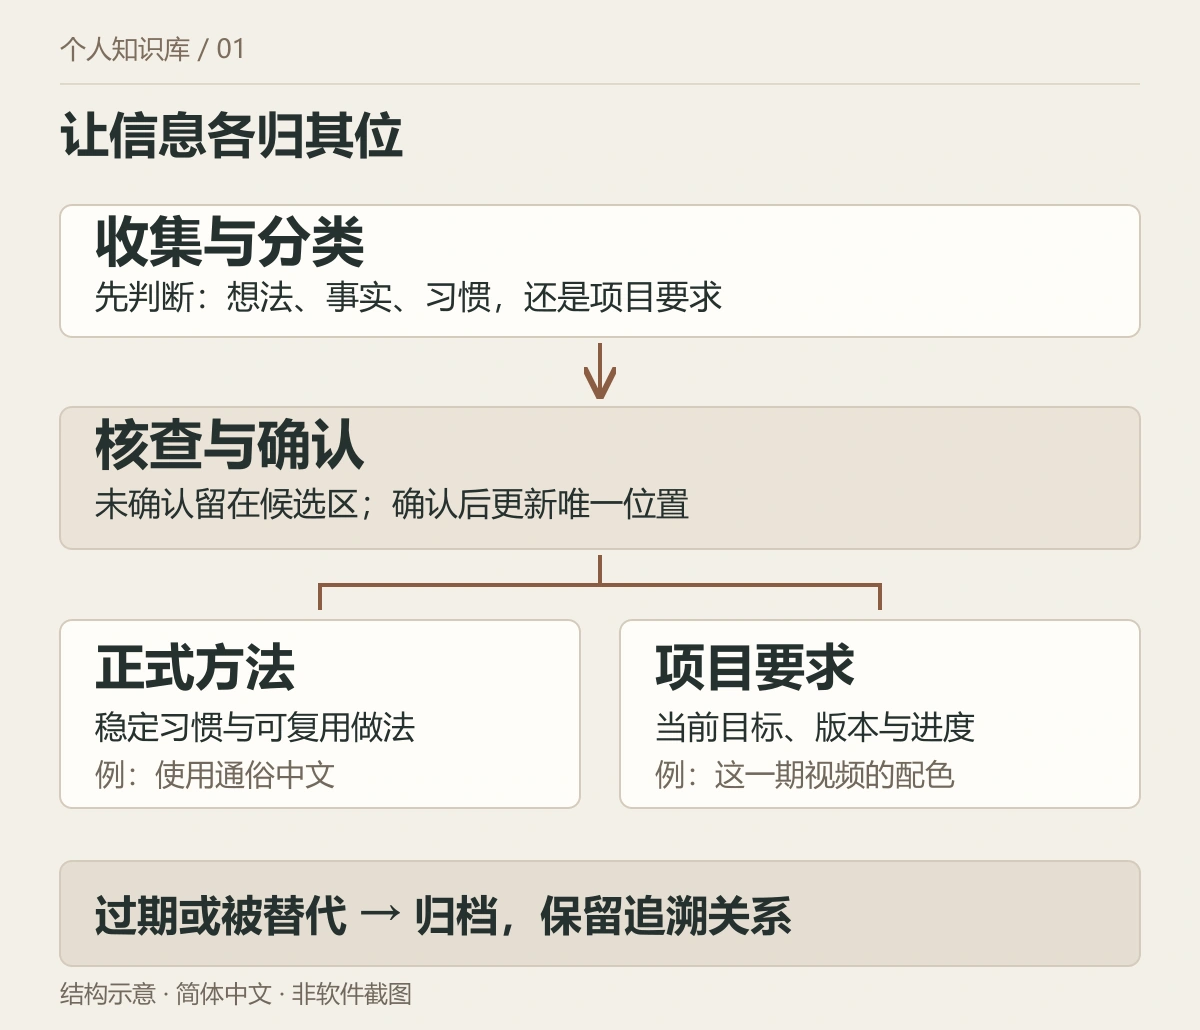 个人知识库 / 01
让信息各归其位
收集与分类
先判断：想法、事实、习惯，还是项目要求
核查与确认
未确认留在候选区；确认后更新唯一位置
正式方法
稳定习惯与可复用做法
例：使用通俗中文
项目要求
当前目标、版本与进度
例：这一期视频的配色
过期或被替代 → 归档，保留追溯关系
结构示意 · 简体中文 · 非软件截图